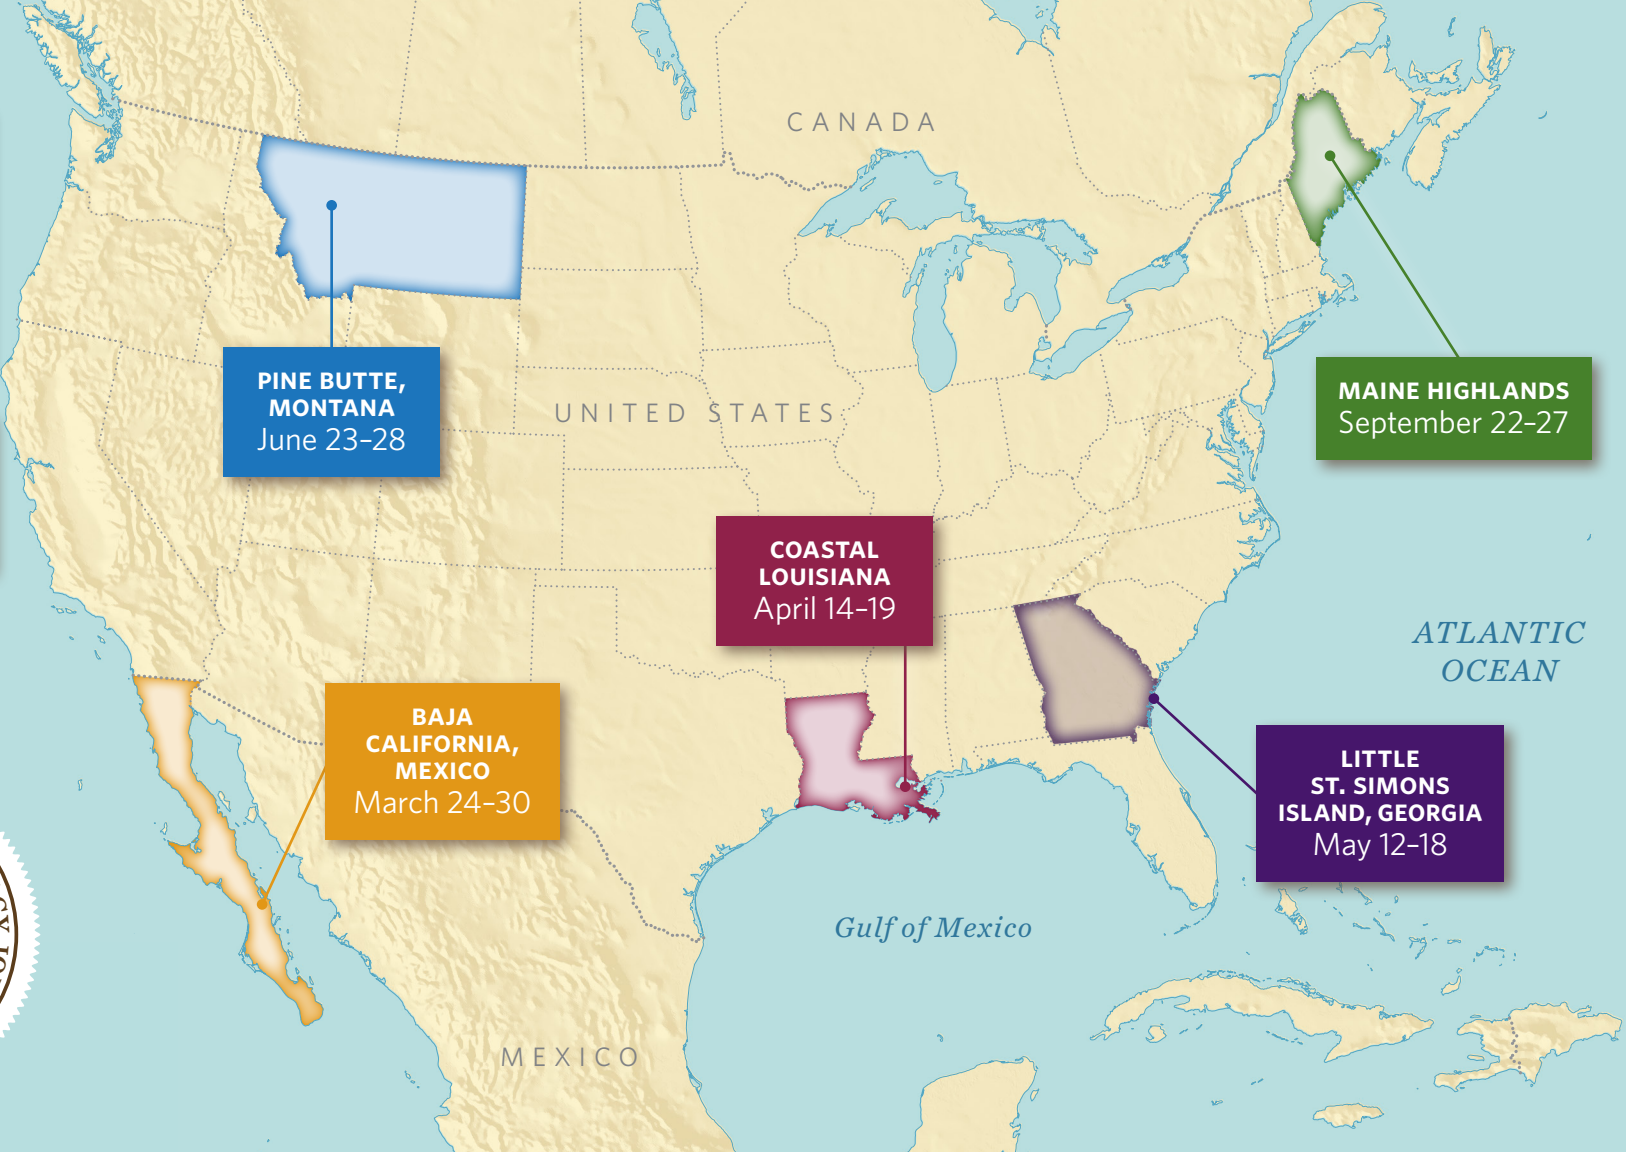 CANADA
PINE BUTTE,
MONTANA
June 23–28
UNITED STATES
MAINE HIGHLANDS
September 22–27
COASTAL
LOUISIANA
April 14–19
ATLANTIC
OCEAN
BAJA
CALIFORNIA,
MEXICO
March 24–30
LITTLE
ST. SIMONS
ISLAND, GEORGIA
May 12–18
Gulf of Mexico
MEXICO